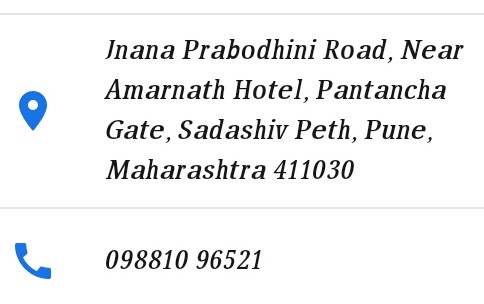 Jnana Prabodhini Road, Near
Amarnath Hotel, Pantancha
Gate, Sadashiv Peth, Pune,
Maharashtra 411030
098810 96521